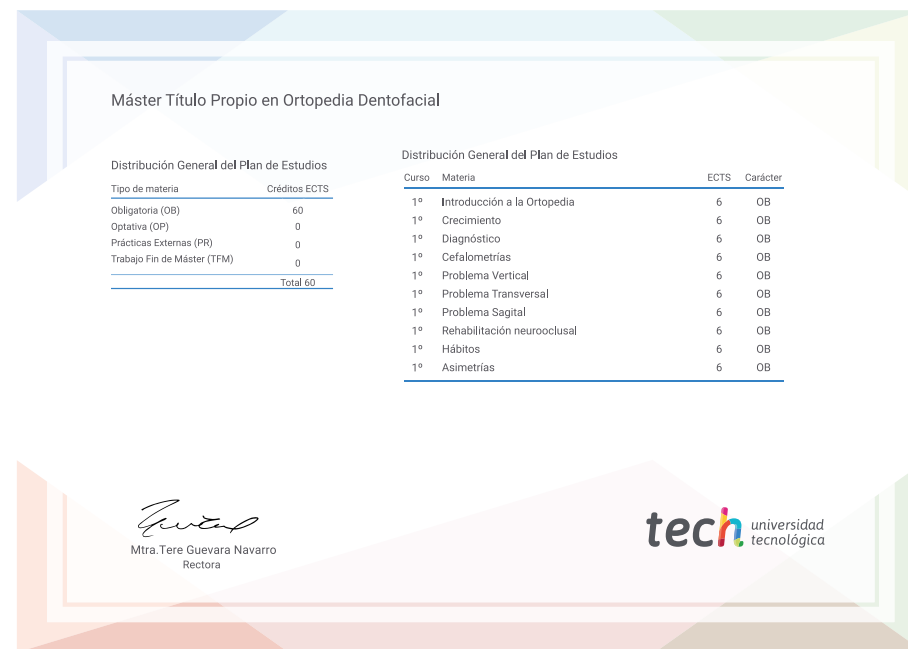 Máster Título Propio en Ortopedia Dentofacial
Distribución General del Plan de Estudios
Tipo de materia Créditos ECTS
Obligatoria (OB) 60
Optativa (OP) 0
Prácticas Externas (PR) 0
Trabajo Fin de Máster (TFM) 0
Total 60
Distribución General del Plan de Estudios
Curso Materia ECTS Carácter
1º Introducción a la Ortopedia 6 OB
1º Crecimiento 6 OB
1º Diagnóstico 6 OB
1º Cefalometrías 6 OB
1º Problema Vertical 6 OB
1º Problema Transversal 6 OB
1º Problema Sagital 6 OB
1º Rehabilitación neurooclusal 6 OB
1º Hábitos 6 OB
1º Asimetrías 6 OB
Mtra.Tere Guevara Navarro
Rectora
tech universidad
tecnológica